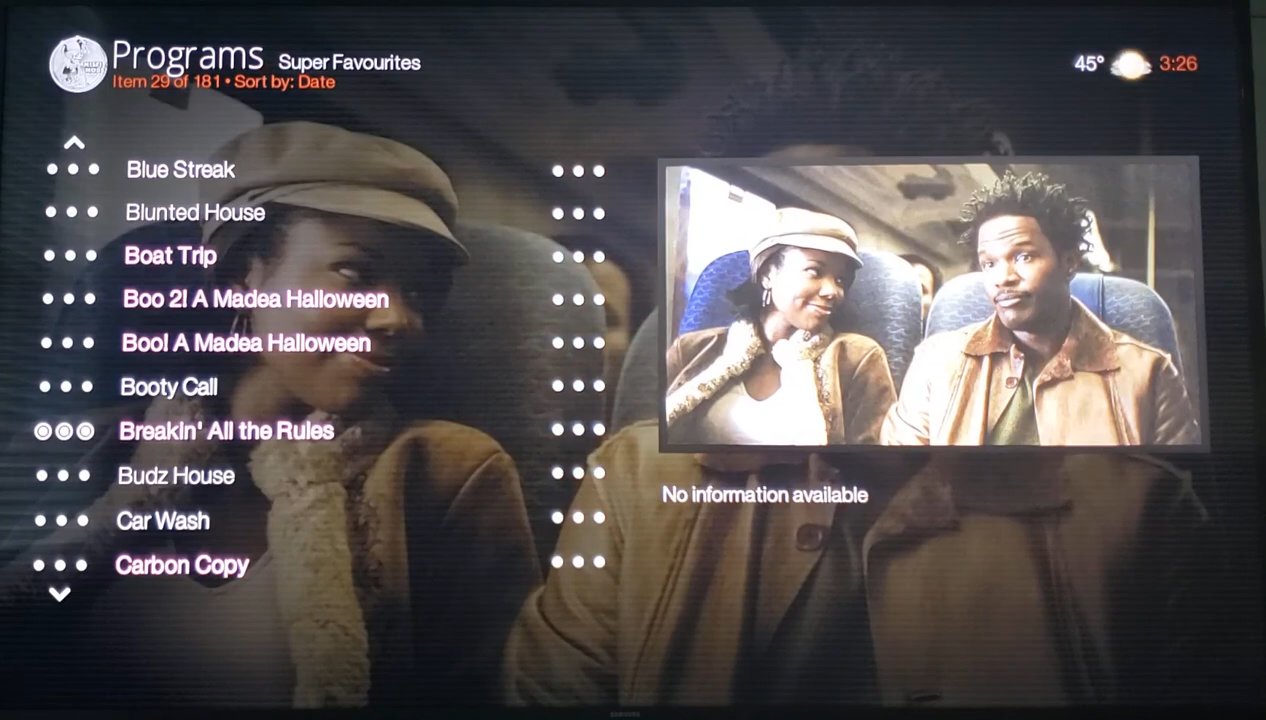 Programs Super Favourites
Item 29 of 181 • Sort by: Date
45° 3:26
Blue Streak
Blunted House
Boat Trip
Boo 2! A Madea Halloween
Boo! A Madea Halloween
Booty Call
Breakin' All the Rules
Budz House
Car Wash
Carbon Copy
No information available
SAMSUNG